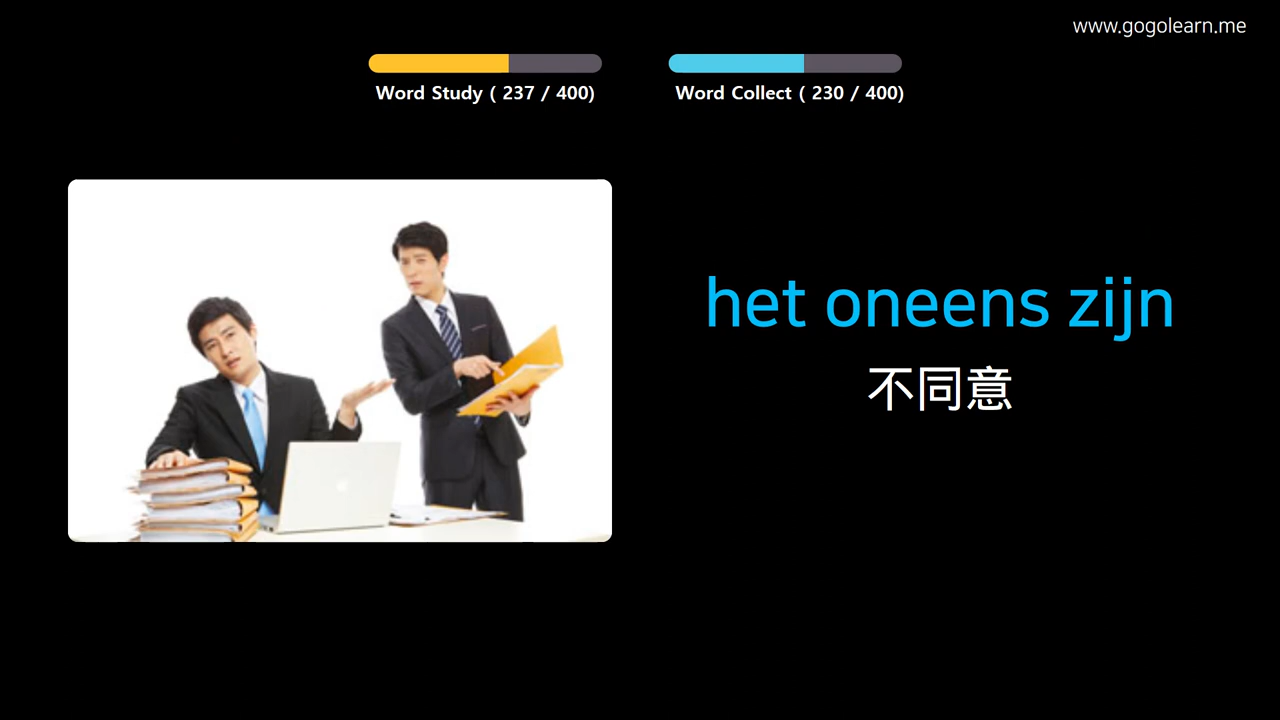 www.gogolearn.me
Word Study ( 237 / 400)
Word Collect ( 230 / 400)
het oneens zijn
不同意